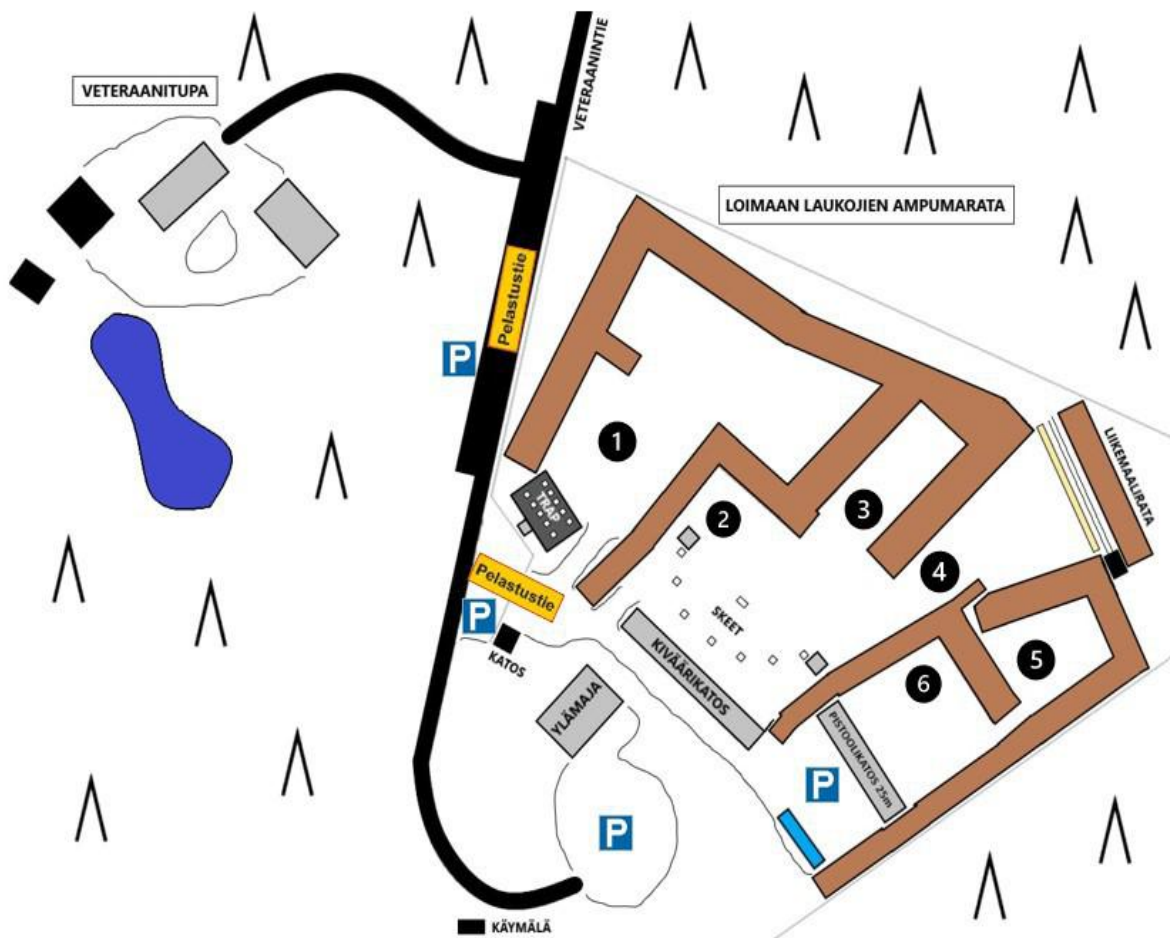 VETERAANINTIE
VETERAANITUPA
LOIMAAN LAUKOJIEN AMPUMARATA
Pelastustie
P
1
LIIKEMAALIRATA
TRAP
2
3
4
Pelastustie
P
KATOS
SKEET
KIVÄÄRIKATOS
5
6
YLÄMAJA
PISTOOLIKATOS 25m
P
P
KÄYMÄLÄ